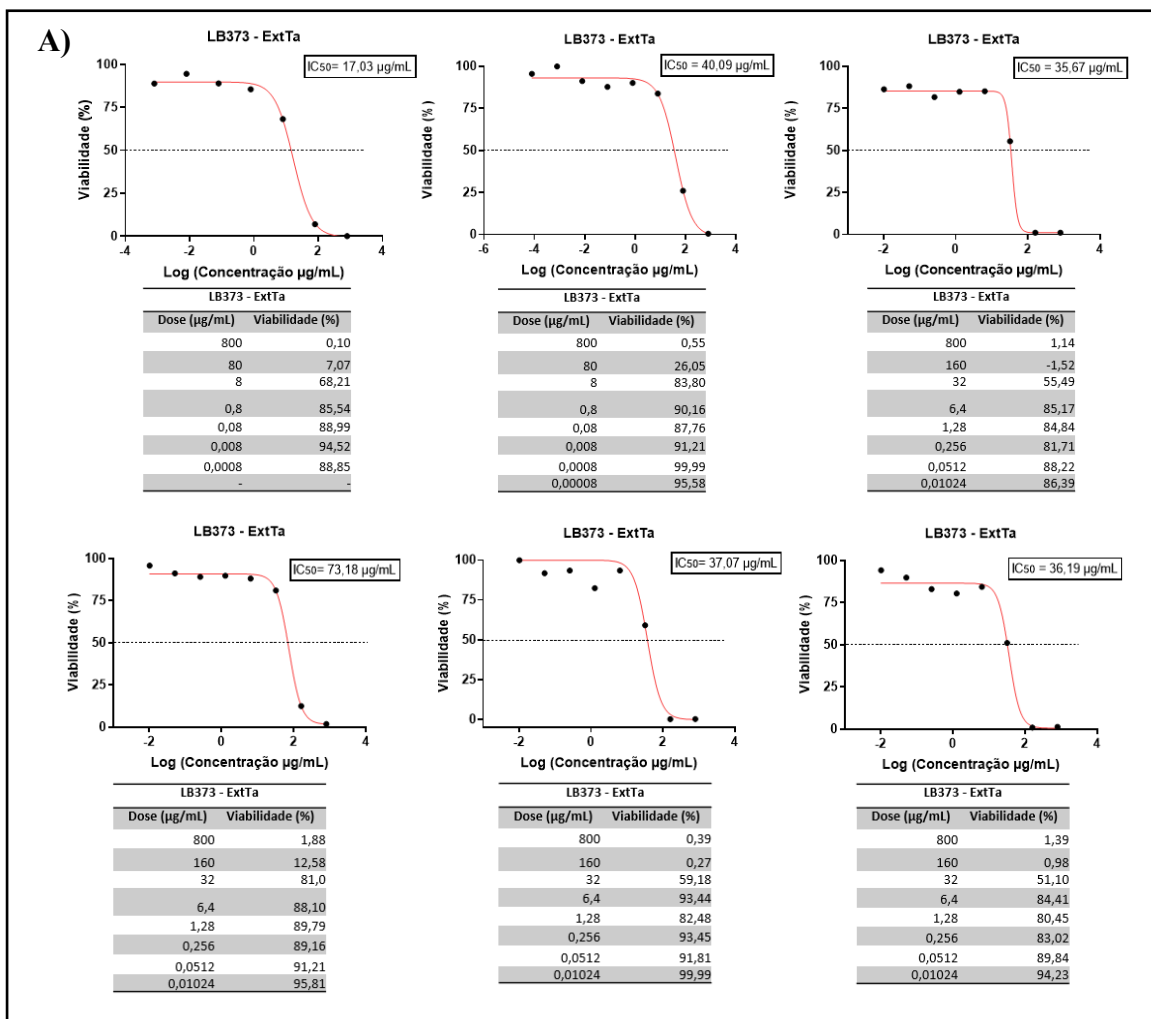 A)
LB373 - ExtTa
IC50= 17,03 µg/mL
Viabilidade (%)
100
75
50
25
0
-4 -2 0 2 4
Log (Concentração µg/mL)
LB373 - ExtTa
Dose (µg/mL) Viabilidade (%)
800 0,10
80 7,07
8 68,21
0,8 85,54
0,08 88,99
0,008 94,52
0,0008 88,85
- -
LB373 - ExtTa
IC50 = 40,09 µg/mL
Viabilidade (%)
100
75
50
25
0
-6 -4 -2 0 2 4
Log (Concentração µg/mL)
LB373 - ExtTa
Dose (µg/mL) Viabilidade (%)
800 0,55
80 26,05
8 83,80
0,8 90,16
0,08 87,76
0,008 91,21
0,0008 99,99
0,00008 95,58
LB373 - ExtTa
IC50 = 35,67 µg/mL
Viabilidade (%)
100
75
50
25
0
-2 0 2 4
Log (Concentração µg/mL)
LB373 - ExtTa
Dose (µg/mL) Viabilidade (%)
800 1,14
160 -1,52
32 55,49
6,4 85,17
1,28 84,84
0,256 81,71
0,0512 88,22
0,01024 86,39
LB373 - ExtTa
IC50= 73,18 µg/mL
Viabilidade (%)
100
75
50
25
0
-2 0 2 4
Log (Concentração µg/mL)
LB373 - ExtTa
Dose (µg/mL) Viabilidade (%)
800 1,88
160 12,58
32 81,0
6,4 88,10
1,28 89,79
0,256 89,16
0,0512 91,21
0,01024 95,81
LB373 - ExtTa
IC50= 37,07 µg/mL
Viabilidade (%)
100
75
50
25
0
-2 0 2 4
Log (Concentração µg/mL)
LB373 - ExtTa
Dose (µg/mL) Viabilidade (%)
800 0,39
160 0,27
32 59,18
6,4 93,44
1,28 82,48
0,256 93,45
0,0512 91,81
0,01024 99,99
LB373 - ExtTa
IC50 = 36,19 µg/mL
Viabilidade (%)
100
75
50
25
0
-2 0 2 4
Log (Concentração µg/mL)
LB373 - ExtTa
Dose (µg/mL) Viabilidade (%)
800 1,39
160 0,98
32 51,10
6,4 84,41
1,28 80,45
0,256 83,02
0,0512 89,84
0,01024 94,23